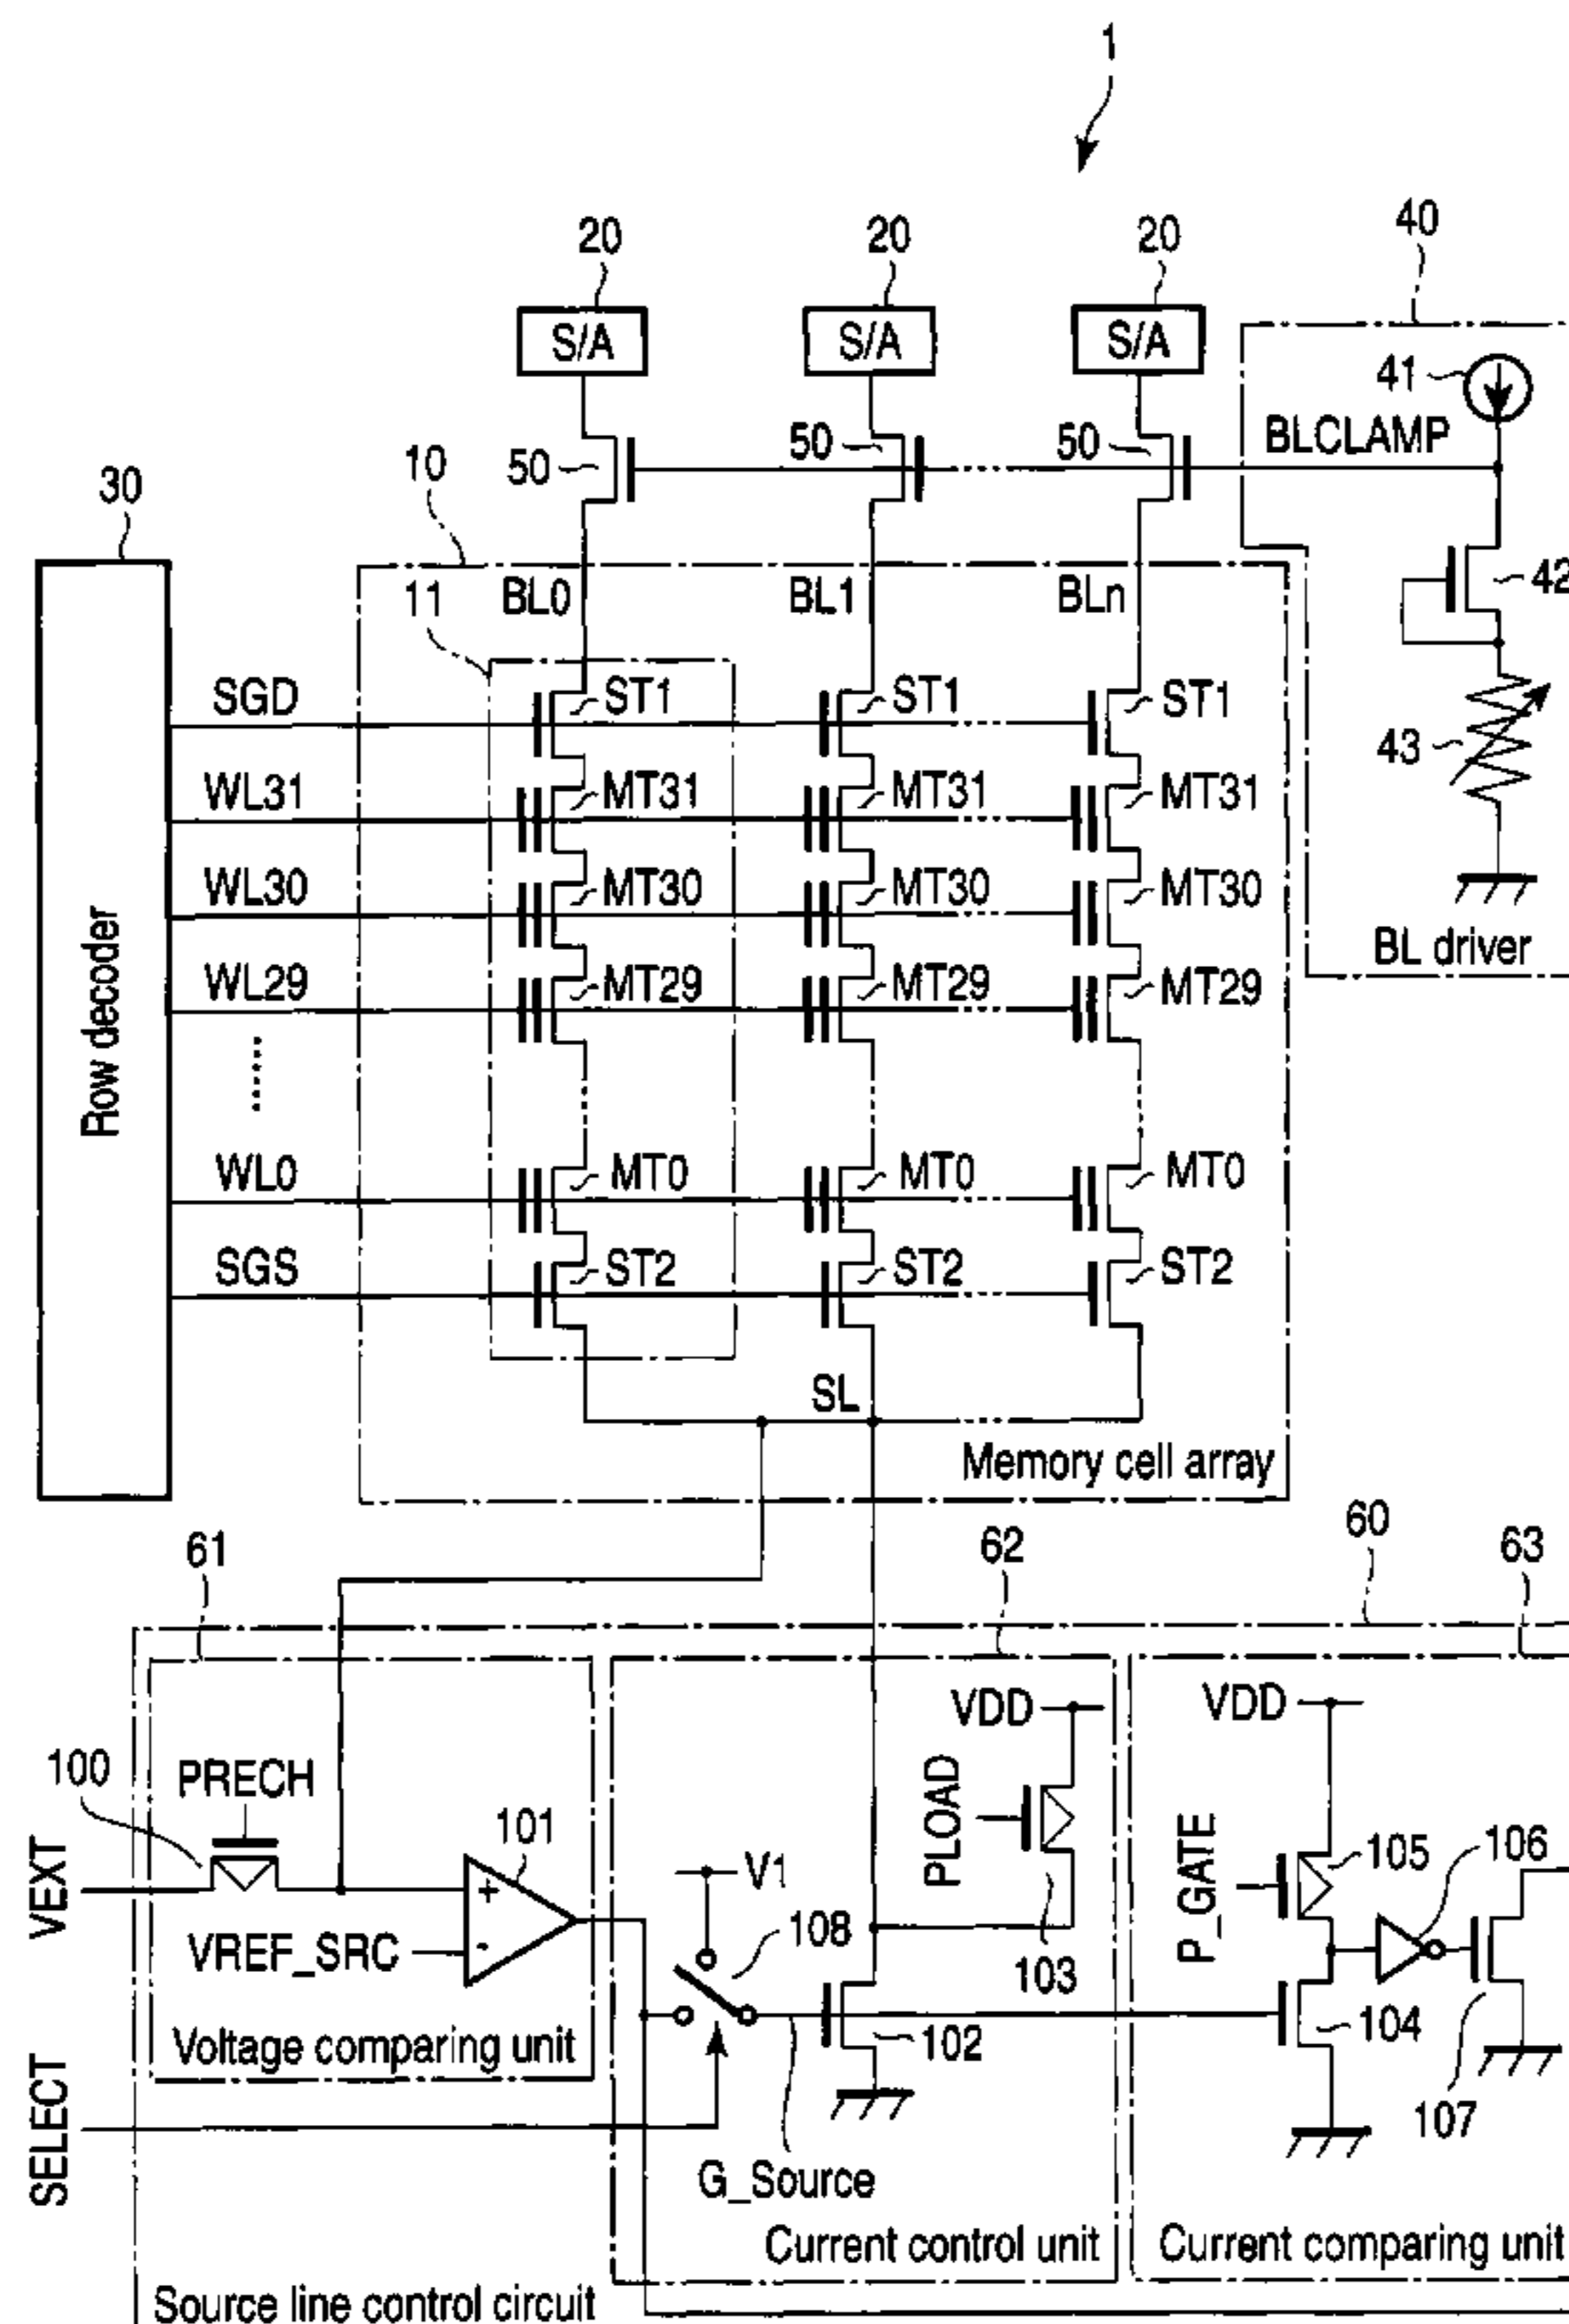 1
20 20 20 40
S/A S/A S/A
41
BLCLAMP
50 50 50
30 10
11 BL0 BL1 BLn
42
SGD ST1 ST1 ST1
43
WL31 MT31 MT31 MT31
WL30 MT30 MT30 MT30
BL driver
WL29 MT29 MT29 MT29
Row decoder
......
WL0 MT0 MT0 MT0
SGS ST2 ST2 ST2
SL
Memory cell array
61 62 60 63
VDD VDD
100 PRECH
PLOAD
101
P_GATE
105 106
VEXT
V1
108
VREF_SRC
103
102 104
Voltage comparing unit
107
SELECT
G_Source
Current control unit Current comparing unit
Source line control circuit